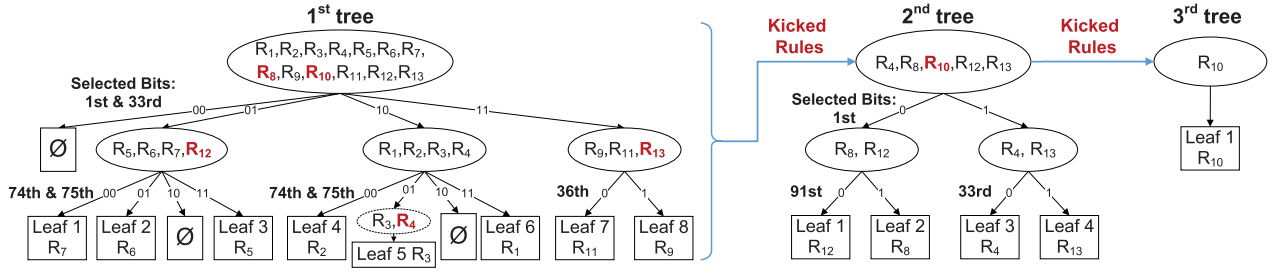 1st tree
2nd tree
3rd tree
Kicked Rules
Kicked Rules
R1,R2,R3,R4,R5,R6,R7,
R8,R9,R10,R11,R12,R13
R4,R8,R10,R12,R13
R10
Selected Bits:
1st & 33rd
00
01
10
11
Selected Bits:
1st
0
1
Ø
R5,R6,R7,R12
R1,R2,R3,R4
R9,R11,R13
R8, R12
R4, R13
Leaf 1
R10
74th & 75th
00
01
10
11
74th & 75th
00
01
10
11
36th
0
1
91st
0
1
33rd
0
1
Leaf 1
R7
Leaf 2
R6
Ø
Leaf 3
R5
Leaf 4
R2
R3,R4
Leaf 5 R3
Ø
Leaf 6
R1
Leaf 7
R11
Leaf 8
R9
Leaf 1
R12
Leaf 2
R8
Leaf 3
R4
Leaf 4
R13